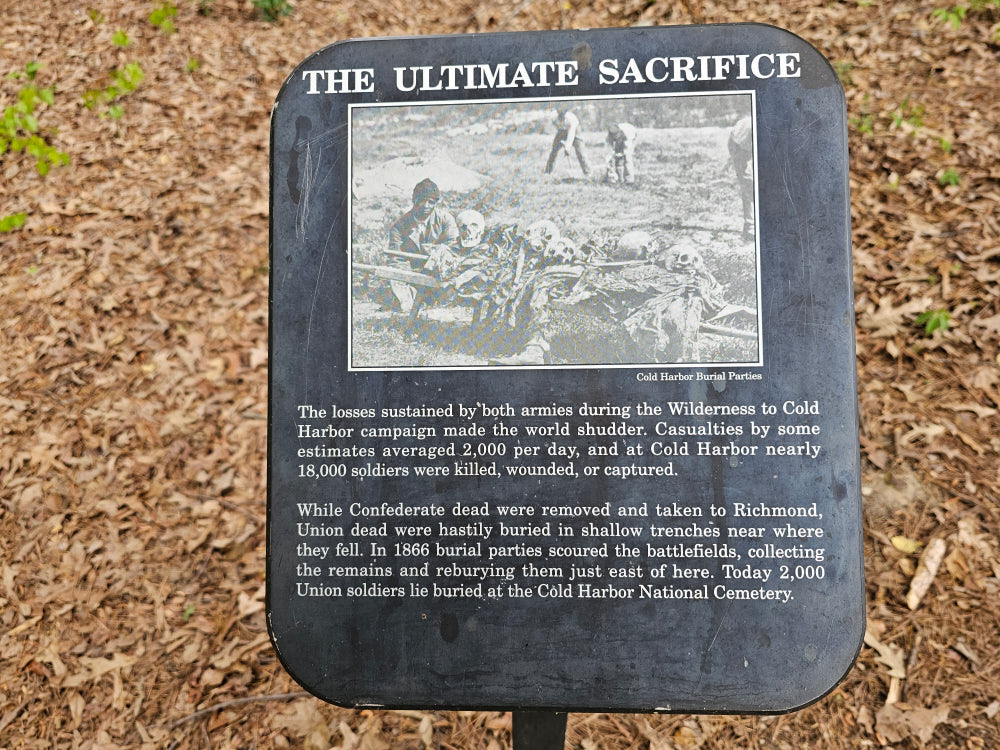 THE ULTIMATE SACRIFICE
Cold Harbor Burial Parties
The losses sustained by both armies during the Wilderness to Cold
Harbor campaign made the world shudder. Casualties by some
estimates averaged 2,000 per day, and at Cold Harbor nearly
18,000 soldiers were killed, wounded, or captured.
While Confederate dead were removed and taken to Richmond,
Union dead were hastily buried in shallow trenches near where
they fell. In 1866 burial parties scoured the battlefields, collecting
the remains and reburying them just east of here. Today 2,000
Union soldiers lie buried at the Cold Harbor National Cemetery.